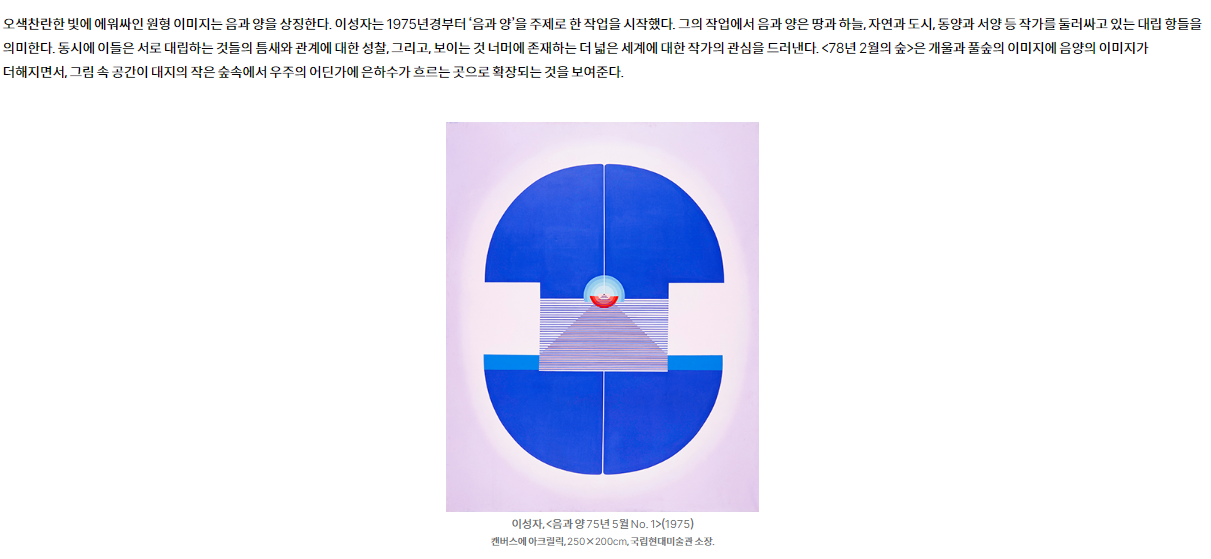 오색찬란한 빛에 에워싸인 원형 이미지는 음과 양을 상징한다. 이성자는 1975년경부터 ‘음과 양’을 주제로 한 작업을 시작했다. 그의 작업에서 음과 양은 땅과 하늘, 자연과 도시, 동양과 서양 등 작가를 둘러싸고 있는 대립 항들을
의미한다. 동시에 이들은 서로 대립하는 것들의 틈새와 관계에 대한 성찰, 그리고, 보이는 것 너머에 존재하는 더 넓은 세계에 대한 작가의 관심을 드러낸다. <78년 2월의 숲>은 개울과 풀숲의 이미지에 음양의 이미지가
더해지면서, 그림 속 공간이 대지의 작은 숲속에서 우주의 어딘가에 은하수가 흐르는 곳으로 확장되는 것을 보여준다.
이성자, <음과 양 75년 5월 No. 1>(1975)
캔버스에 아크릴릭, 250×200cm, 국립현대미술관 소장.